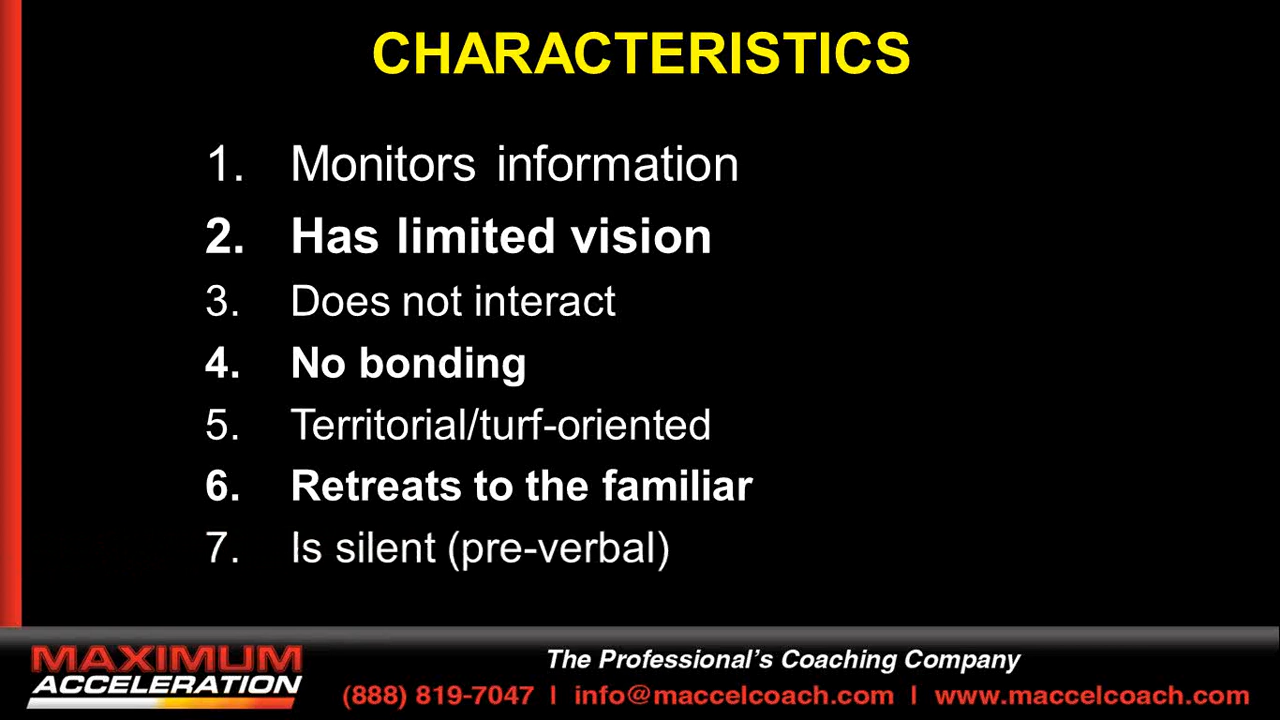 CHARACTERISTICS
1. Monitors information
2. Has limited vision
3. Does not interact
4. No bonding
5. Territorial/turf-oriented
6. Retreats to the familiar
7. Is silent (pre-verbal)
MAXIMUM
ACCELERATION
The Professional's Coaching Company
(888) 819-7047 | info@maccelcoach.com | www.maccelcoach.com